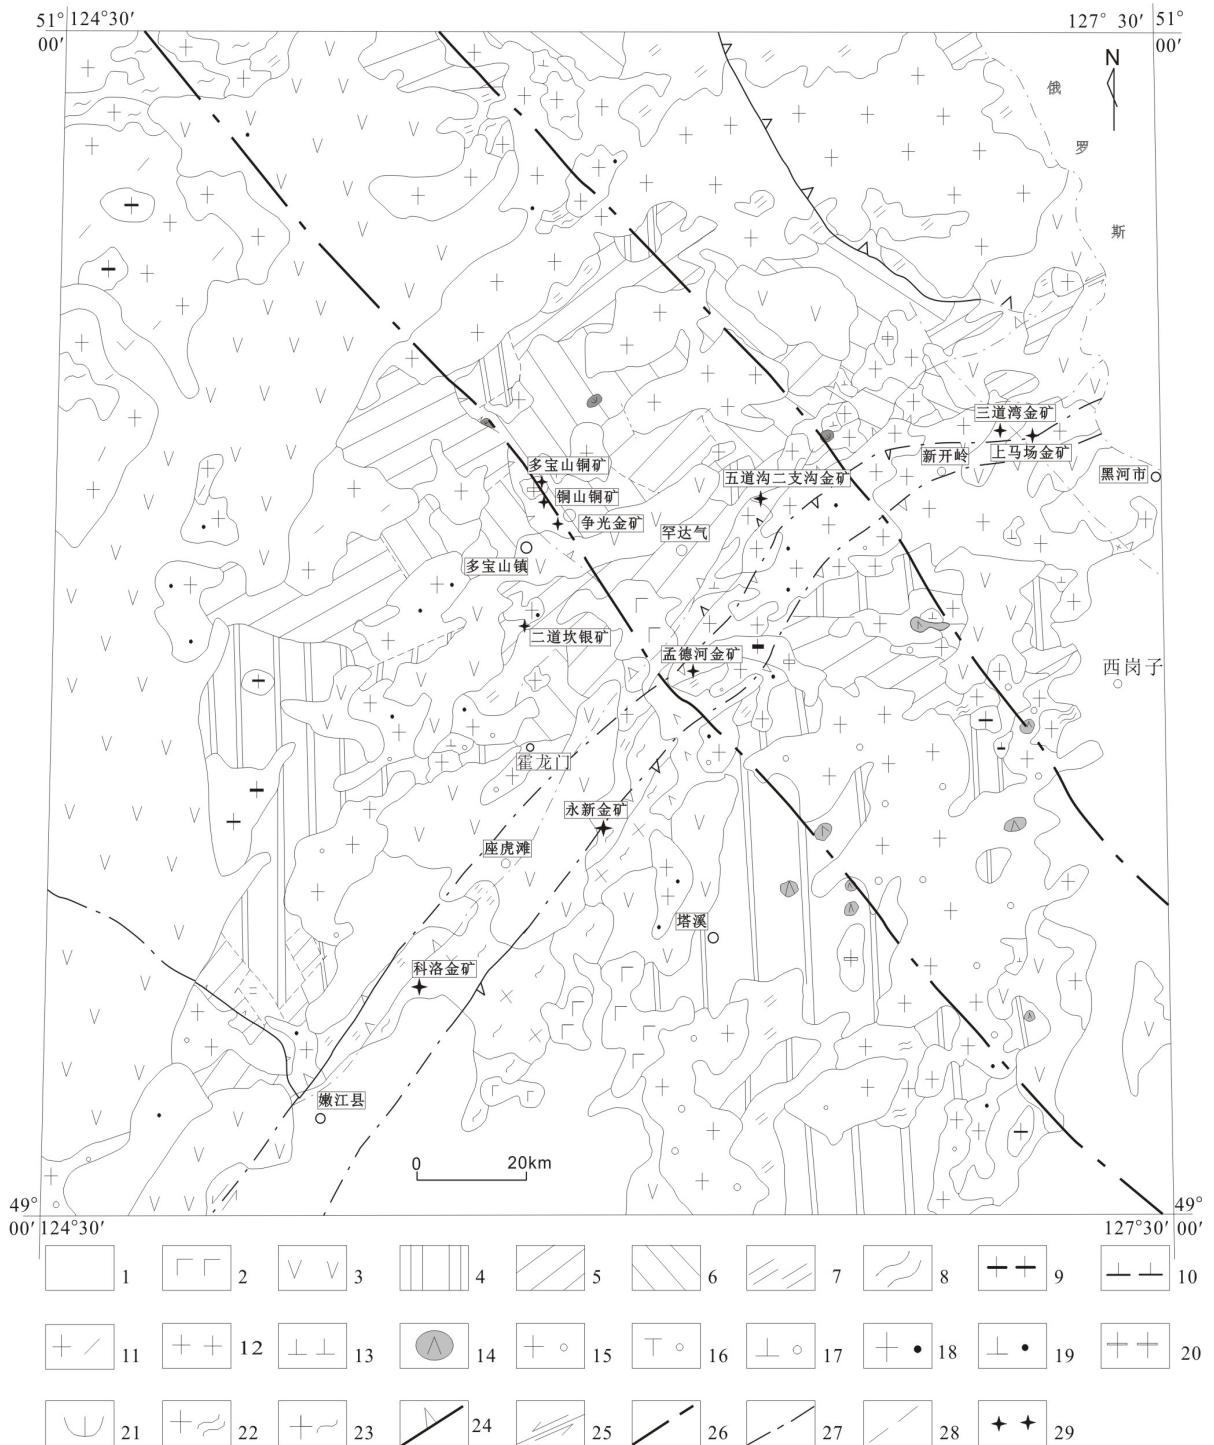 51° 124°30′
00′
127° 30′ 51°
00′
N
俄
罗
斯
三道湾金矿
上马场金矿
新开岭
黑河市
多宝山铜矿
铜山铜矿
争光金矿
五道沟二支沟金矿
罕达气
多宝山镇
二道坎银矿
孟德河金矿
西岗子
霍龙门
永新金矿
座虎滩
塔溪
科洛金矿
嫩江县
0 20km
49°
00′ 124°30′
49°
127°30′ 00′
1 2 3 4 5 6 7 8 9 10
11 12 13 14 15 16 17 18 19 20
21 22 23 24 25 26 27 28 29